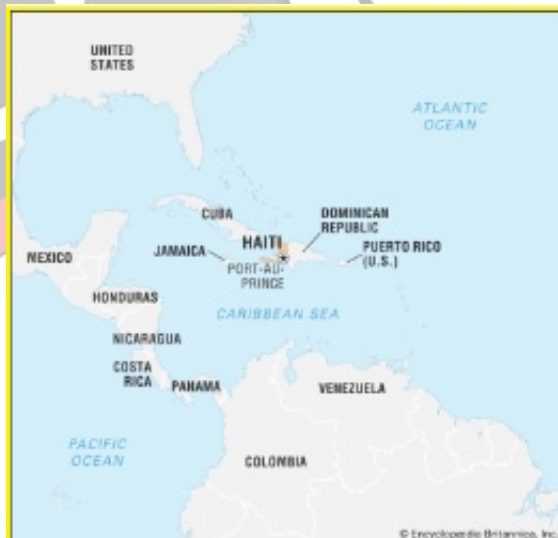 UNITED
STATES
ATLANTIC
OCEAN
CUBA
DOMINICAN
REPUBLIC
HAITI
PUERTO RICO
(U.S.)
JAMAICA
MEXICO
PORT-AU-
PRINCE
HONDURAS
CARIBBEAN SEA
NICARAGUA
COSTA
RICA
PANAMA
VENEZUELA
PACIFIC
OCEAN
COLOMBIA
© Encyclopædia Britannica, Inc.